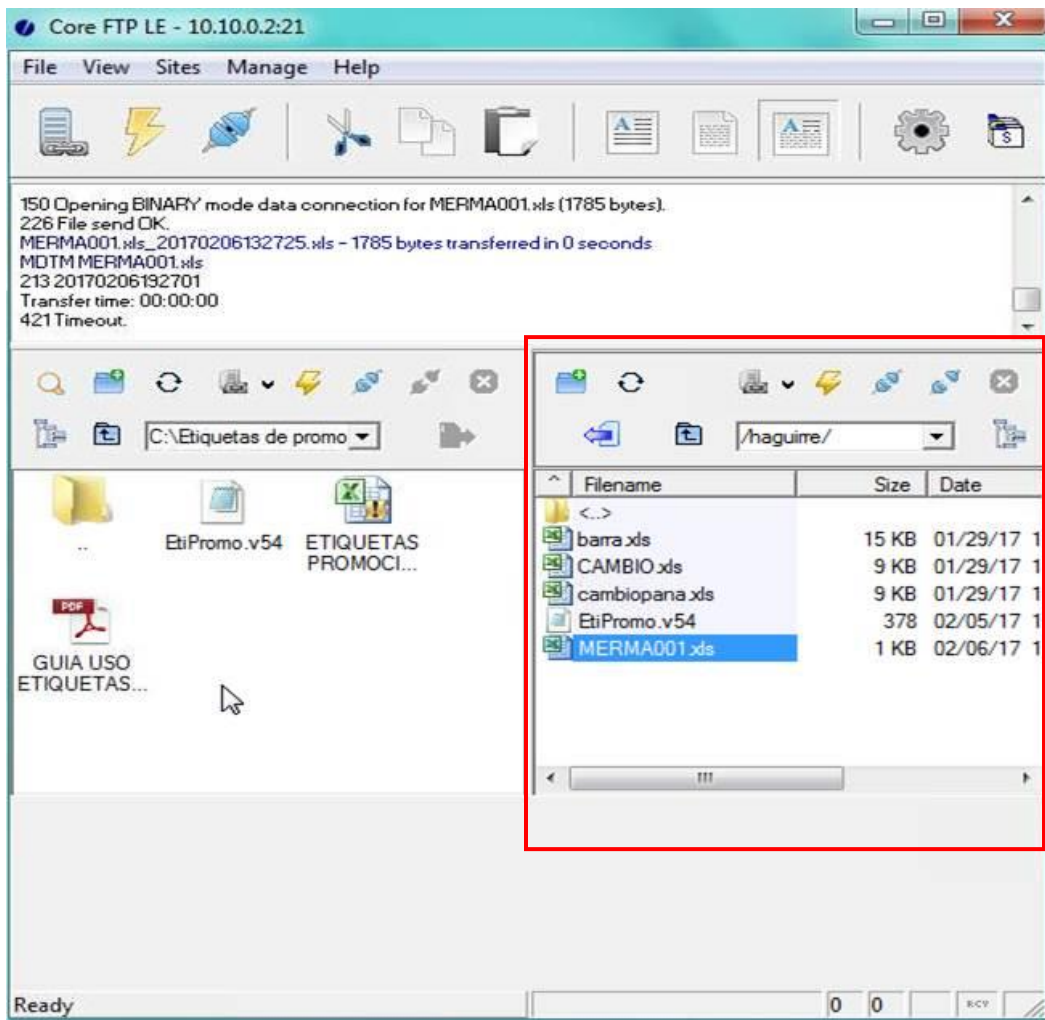 Core FTP LE - 10.10.0.2:21
File View Sites Manage Help
150 Opening BINARY mode data connection for MERMA001.xls (1785 bytes).
226 File send OK.
MERMA001.xls_20170206132725.xls - 1785 bytes transferred in 0 seconds
MDTM MERMA001.xls
213 20170206192701
Transfer time: 00:00:00
421 Timeout.
C:\Etiquetas de promo
..
EtiPromo.v54
ETIQUETAS
PROMOCI...
PDF
GUIA USO
ETIQUETAS...
/haguirre/
^ Filename Size Date
<..>
barra.xls 15 KB 01/29/17 1
CAMBIO.xls 9 KB 01/29/17 1
cambiopana.xls 9 KB 01/29/17 1
EtiPromo.v54 378 02/05/17 1
MERMA001.xls 1 KB 02/06/17 1
Ready 0 0 RCV